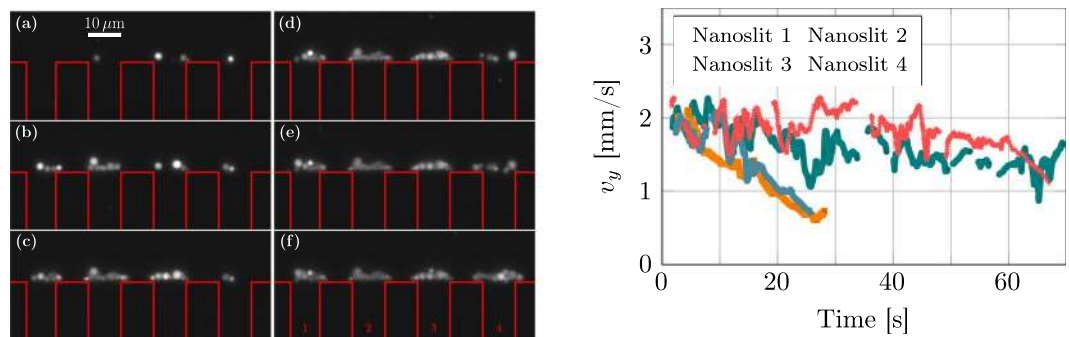 (a)
10 μm
(d)
(b)
(e)
(c)
(f)
1 2 3 4
Nanoslit 1 Nanoslit 2
Nanoslit 3 Nanoslit 4
3
2
1
0
v_y [mm/s]
0 20 40 60
Time [s]